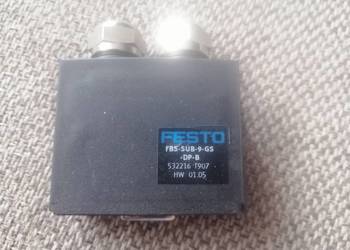 FESTO
FBS-SUB-9-GS
-DP-B
532216 T907
HW 01.05